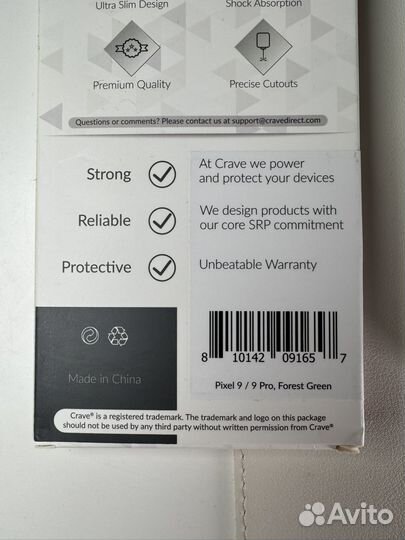 Ultra Slim Design
Shock Absorption
Premium Quality
Precise Cutouts
Questions or comments? Please contact us at support@cravedirect.com
Strong
At Crave we power
and protect your devices
Reliable
We design products with
our core SRP commitment
Protective
Unbeatable Warranty
8 10142 09165 7
Made in China
Pixel 9 / 9 Pro, Forest Green
Crave® is a registered trademark. The trademark and logo on this package
should not be used by any third party without written permission from Crave®
Avito